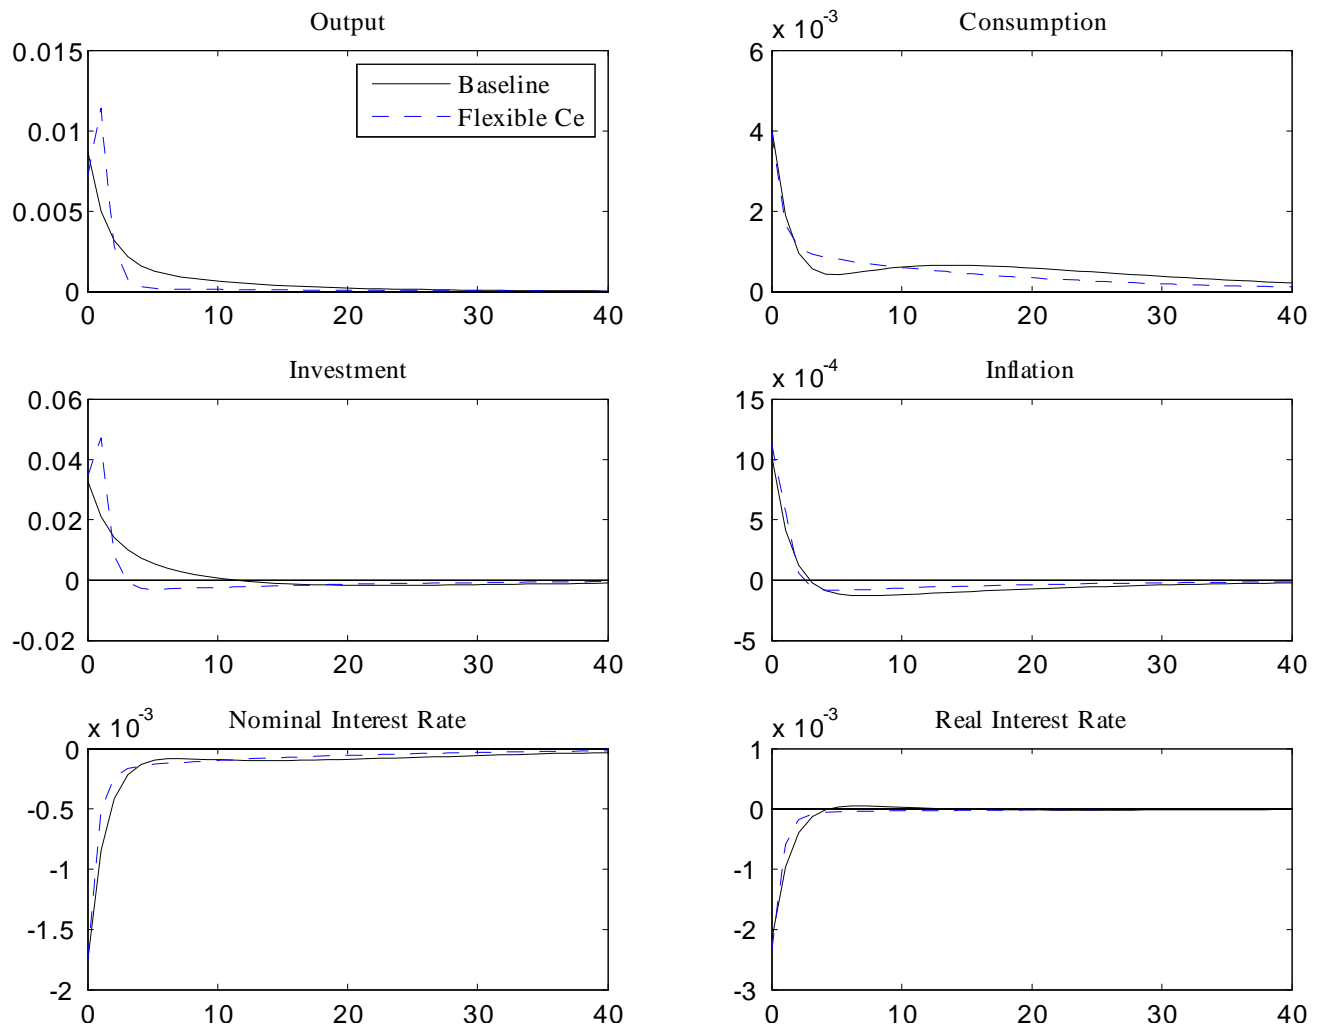 Output
0.015
0.01
0.005
0
0 10 20 30 40
Baseline
Flexible Ce
Consumption
x 10-3
6
4
2
0
0 10 20 30 40
Investment
0.06
0.04
0.02
0
-0.02
0 10 20 30 40
Inflation
x 10-4
15
10
5
0
-5
0 10 20 30 40
Nominal Interest Rate
x 10-3
0
-0.5
-1
-1.5
-2
0 10 20 30 40
Real Interest Rate
x 10-3
1
0
-1
-2
-3
0 10 20 30 40